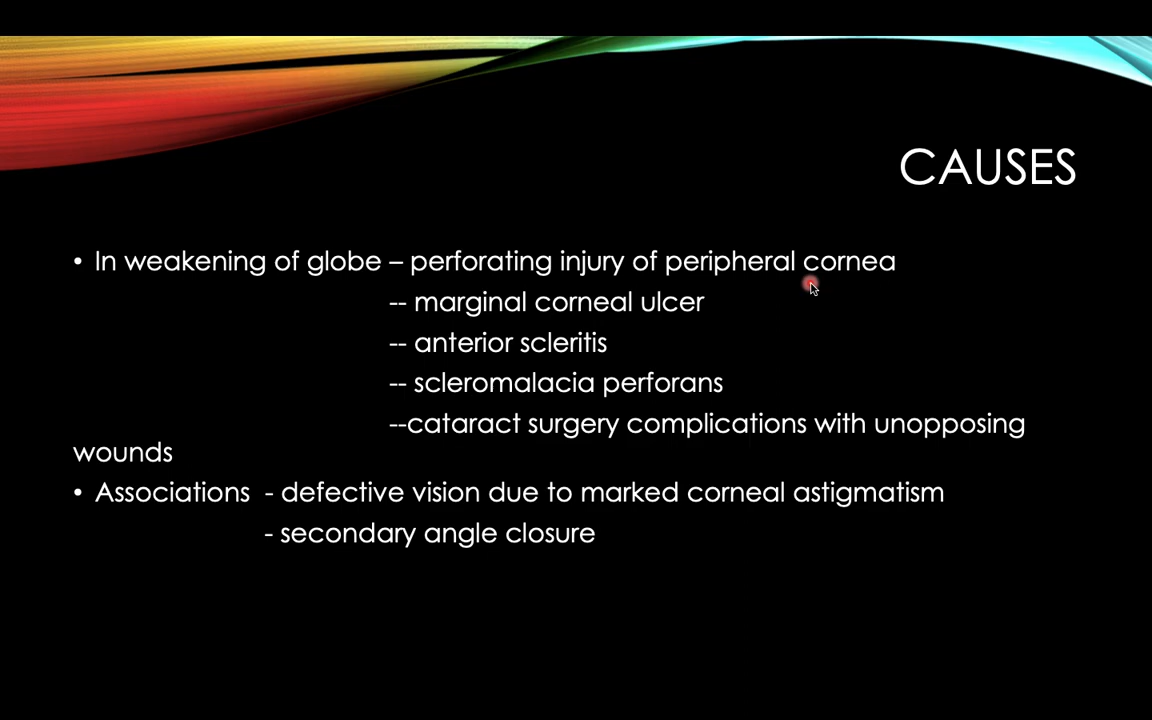 CAUSES
• In weakening of globe – perforating injury of peripheral cornea
-- marginal corneal ulcer
-- anterior scleritis
-- scleromalacia perforans
--cataract surgery complications with unopposing
wounds
• Associations - defective vision due to marked corneal astigmatism
- secondary angle closure